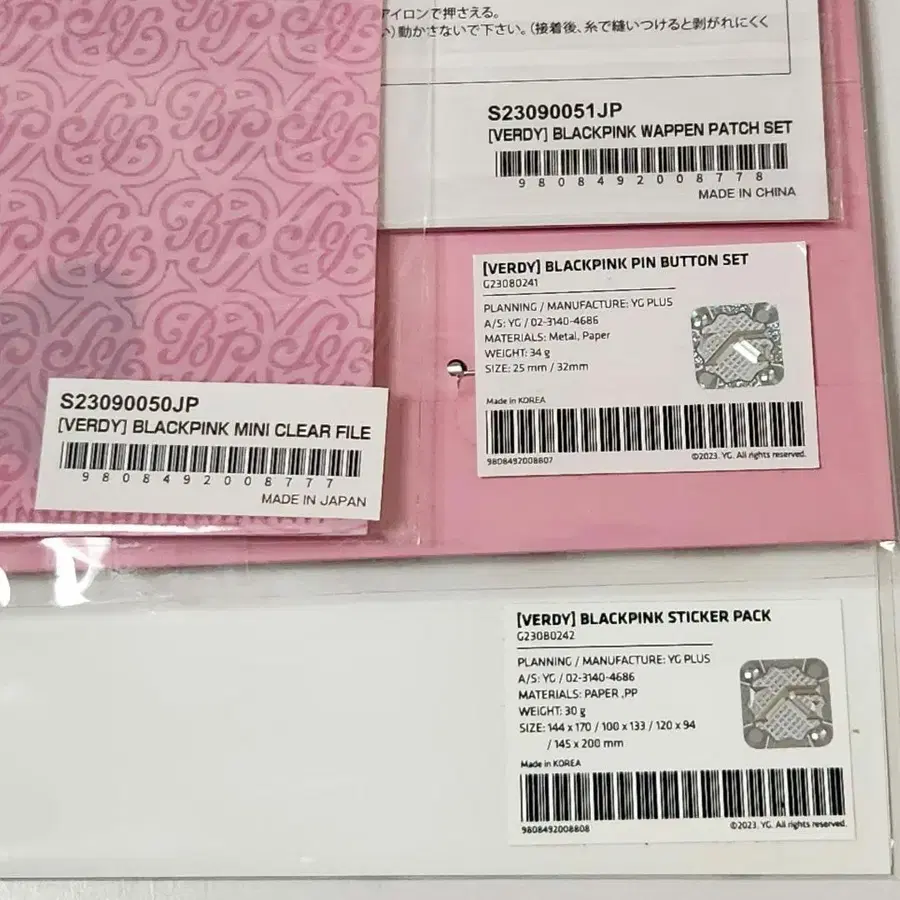 アイロンで押さえる。
)動かさないで下さい。(接着後、糸で縫いつけると剥がれにくく
S23090051JP
[VERDY] BLACKPINK WAPPEN PATCH SET
9808492008778
MADE IN CHINA
[VERDY] BLACKPINK PIN BUTTON SET
G23080241
PLANNING / MANUFACTURE: YG PLUS
A/S: YG / 02-3140-4686
MATERIALS: Metal, Paper
WEIGHT: 34 g
SIZE: 25 mm / 32mm
Made in KOREA
9808492008807
©2023. YG. All rights reserved.
S23090050JP
[VERDY] BLACKPINK MINI CLEAR FILE
9808492008777
MADE IN JAPAN
[VERDY] BLACKPINK STICKER PACK
G23080242
PLANNING / MANUFACTURE: YG PLUS
A/S: YG / 02-3140-4686
MATERIALS: PAPER ,PP
WEIGHT: 30 g
SIZE: 144 x 170 / 100 x 133 / 120 x 94
/ 145 x 200 mm
Made in KOREA
9808492008808
©2023. YG. All rights reserved.